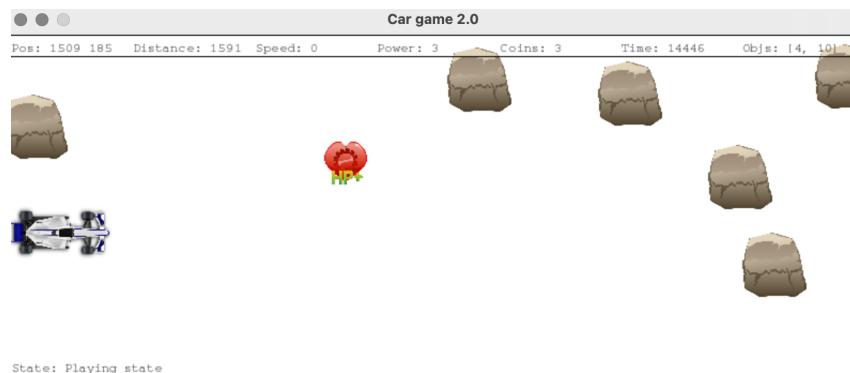 Car game 2.0
Pos: 1509 185 Distance: 1591 Speed: 0 Power: 3 Coins: 3 Time: 14446 Objs: [4, 10]
HP+
State: Playing state